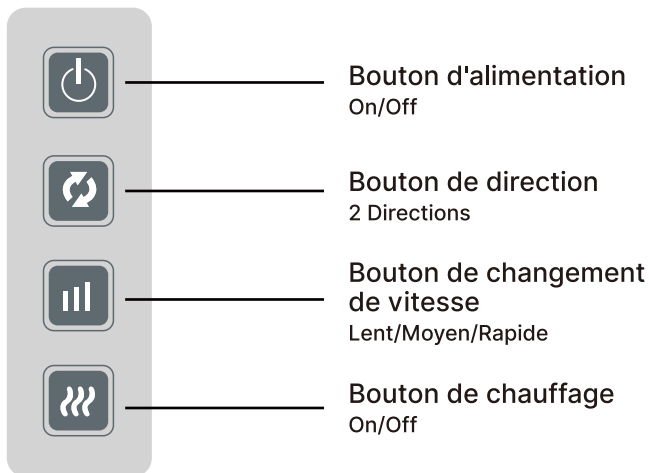 Bouton d'alimentation
On/Off
Bouton de direction
2 Directions
Bouton de changement
de vitesse
Lent/Moyen/Rapide
Bouton de chauffage
On/Off